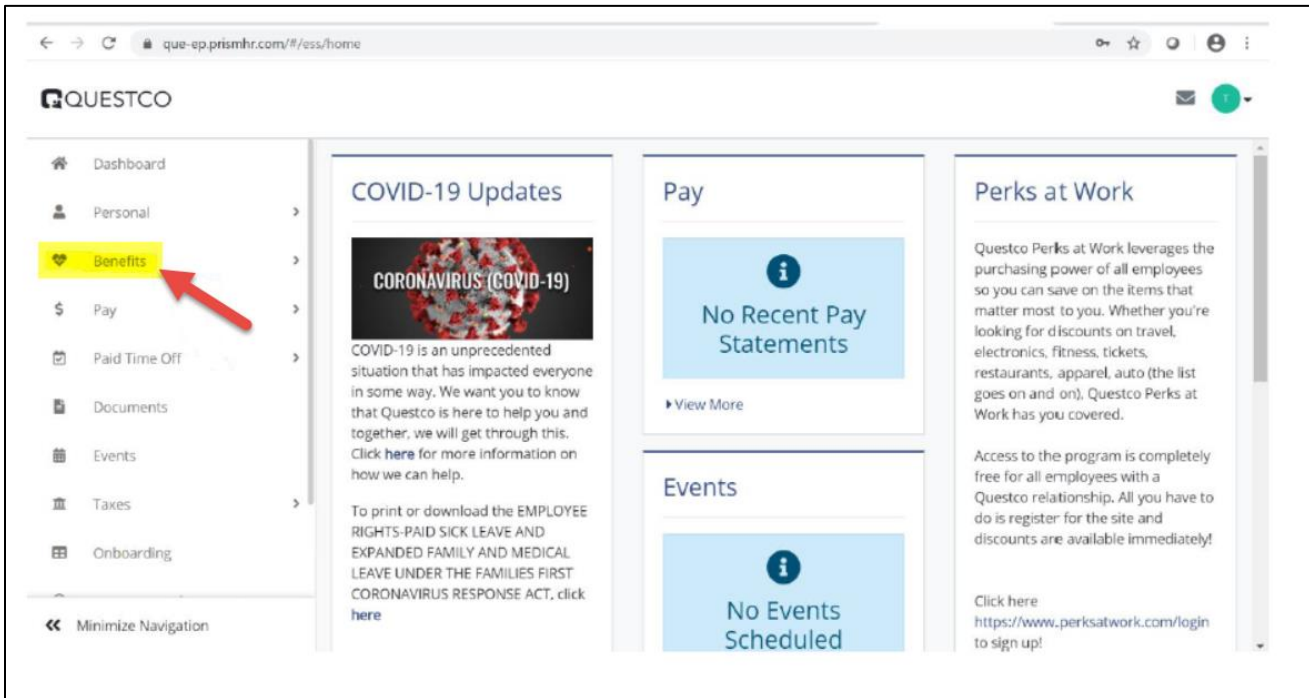 que-ep.prismhr.com/#/ess/home
QUESTCO
T
Dashboard
Personal
Benefits
Pay
Paid Time Off
Documents
Events
Taxes
Onboarding
Minimize Navigation
COVID-19 Updates
CORONAVIRUS (COVID-19)
COVID-19 is an unprecedented
situation that has impacted everyone
in some way. We want you to know
that Questco is here to help you and
together, we will get through this.
Click here for more information on
how we can help.
To print or download the EMPLOYEE
RIGHTS-PAID SICK LEAVE AND
EXPANDED FAMILY AND MEDICAL
LEAVE UNDER THE FAMILIES FIRST
CORONAVIRUS RESPONSE ACT, click
here
Pay
No Recent Pay
Statements
View More
Events
No Events
Scheduled
Perks at Work
Questco Perks at Work leverages the
purchasing power of all employees
so you can save on the items that
matter most to you. Whether you're
looking for discounts on travel,
electronics, fitness, tickets,
restaurants, apparel, auto (the list
goes on and on), Questco Perks at
Work has you covered.
Access to the program is completely
free for all employees with a
Questco relationship. All you have to
do is register for the site and
discounts are available immediately!
Click here
https://www.perksatwork.com/login
to sign up!